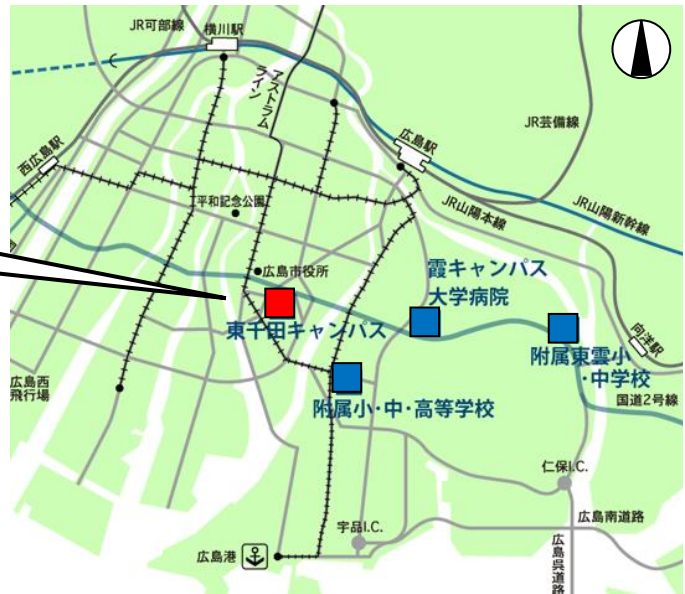 JR可部線
横川駅
アストラム
ライン
広島駅
JR芸備線
西広島駅
平和記念公園
JR山陽本線
JR山陽新幹線
広島市役所
霞キャンパス
大学病院
東千田キャンパス
向洋駅
附属東雲小
・中学校
広島西
飛行場
国道2号線
附属小・中・高等学校
仁保I.C.
宇品I.C.
広島南道路
広島港
広島呉道路